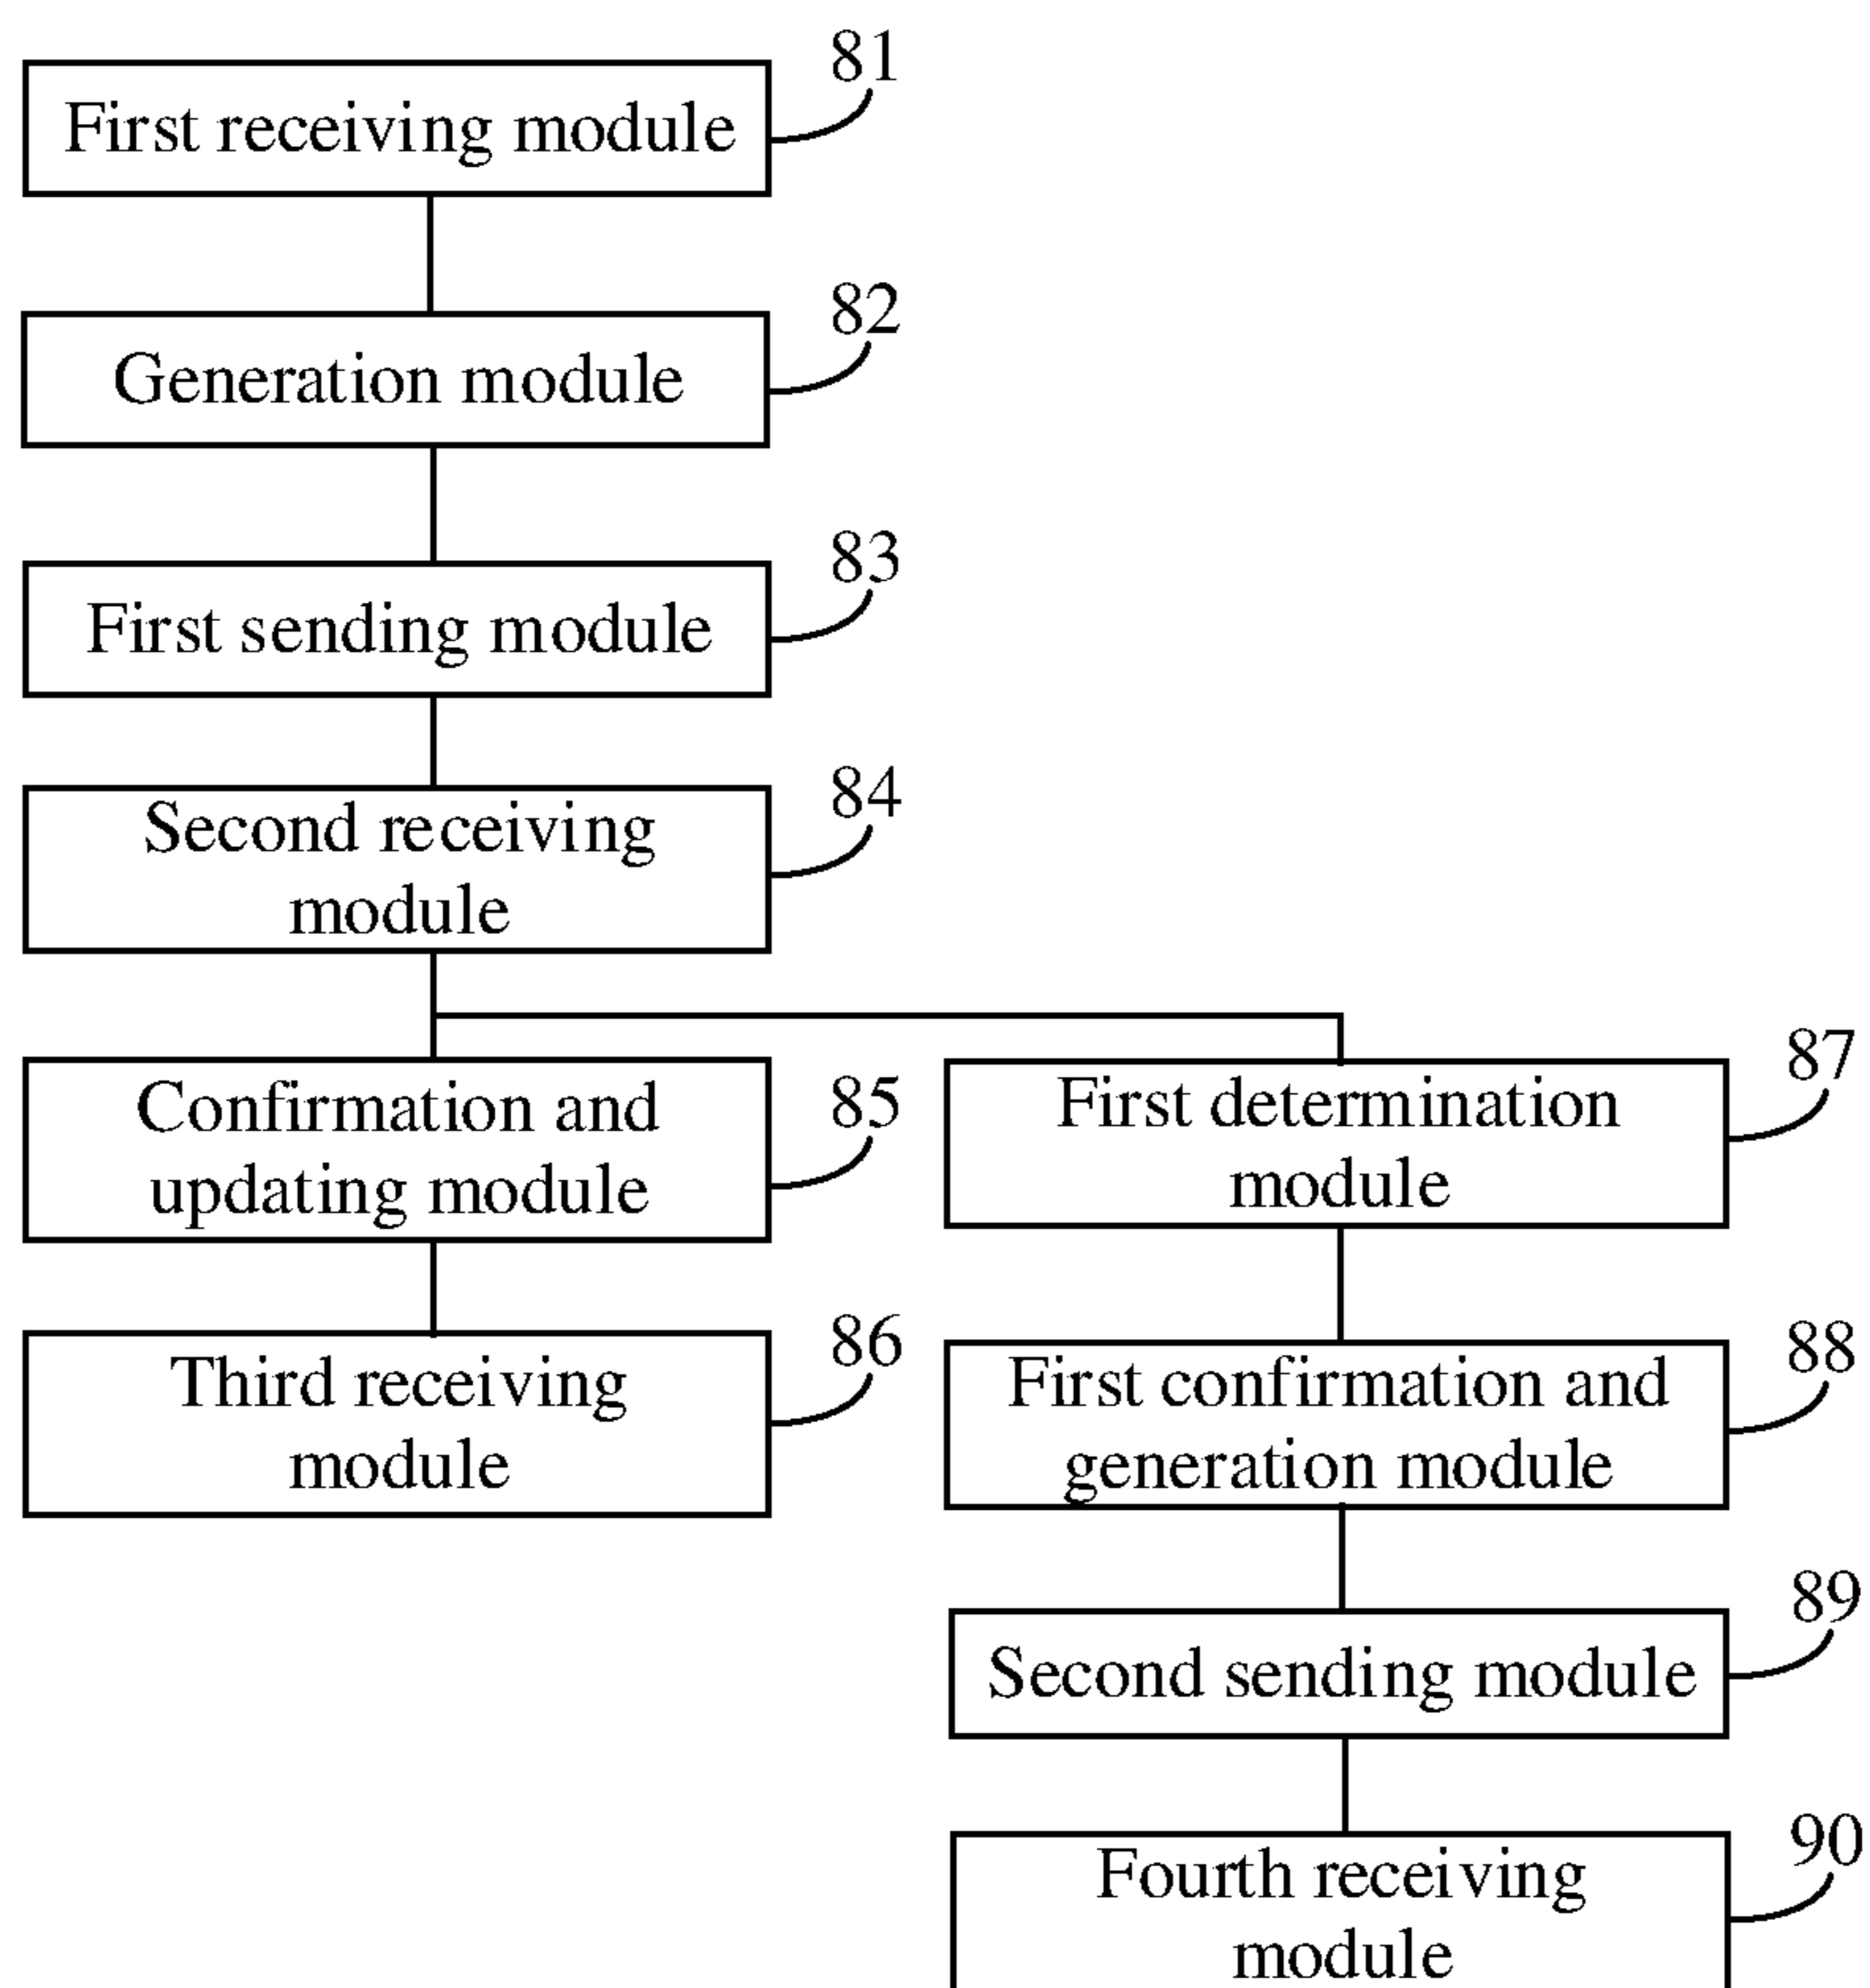 81
First receiving module
82
Generation module
83
First sending module
84
Second receiving
module
85
Confirmation and
updating module
86
Third receiving
module
87
First determination
module
88
First confirmation and
generation module
89
Second sending module
90
Fourth receiving
module